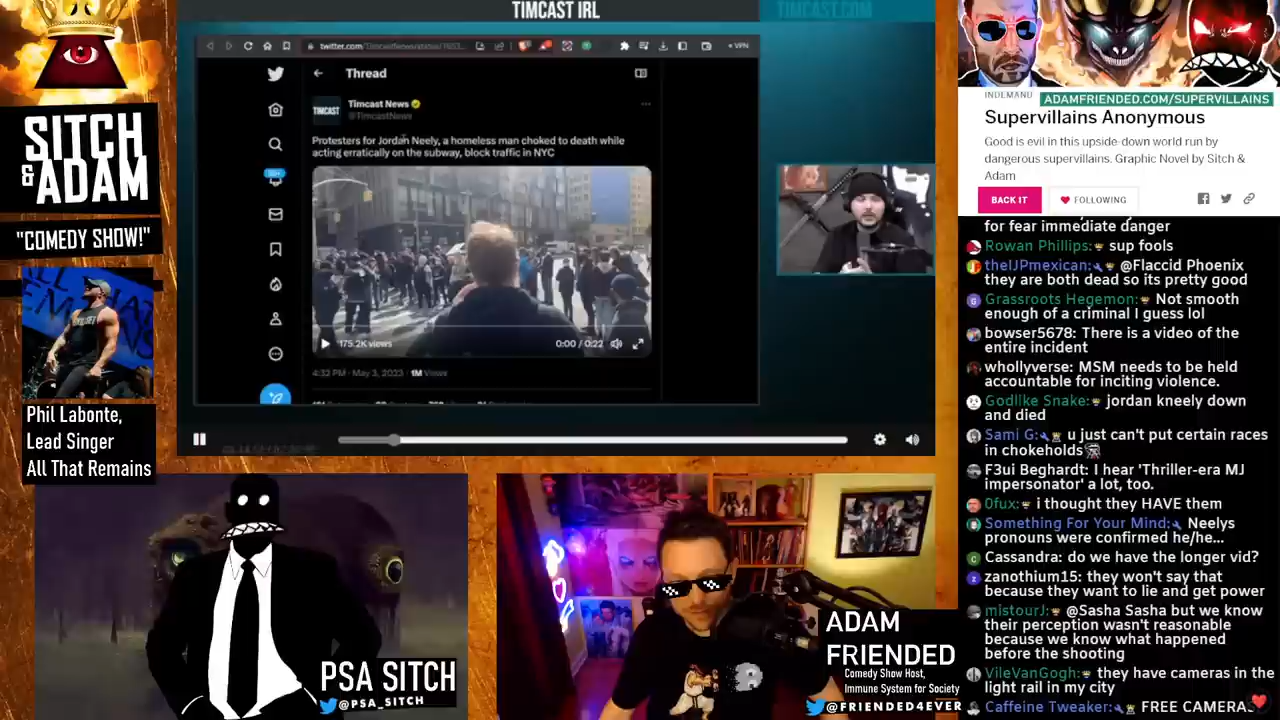 TIMCAST IRL
TIMCAST.COM
SITCH
& ADAM
"COMEDY SHOW!"
Phil Labonte,
Lead Singer
All That Remains
VPN
Thread
TIMCAST
Timcast News
@TimcastNews
Protesters for Jordan Neely, a homeless man choked to death while
acting erratically on the subway, block traffic in NYC
175.2K views
0:00 / 0:22
4:32 PM · May 3, 2023 · 1M Views
PSA SITCH
@PSA_SITCH
ADAM
FRIENDED
Comedy Show Host,
Immune System for Society
@FRIENDED4EVER
INDEMAND
ADAMFRIENDED.COM/SUPERVILLAINS
Supervillains Anonymous
Good is evil in this upside-down world run by
dangerous supervillains. Graphic Novel by Sitch &
Adam
BACK IT
FOLLOWING
for fear immediate danger
Rowan Phillips: sup fools
theIJPmexican: @Flaccid Phoenix
they are both dead so its pretty good
Grassroots Hegemon: Not smooth
enough of a criminal I guess lol
bowser5678: There is a video of the
entire incident
whollyverse: MSM needs to be held
accountable for inciting violence.
Godlike Snake: jordan kneely down
and died
Sami G: u just can't put certain races
in chokeholds
F3ui Beghardt: I hear 'Thriller-era MJ
impersonator' a lot, too.
0fux: i thought they HAVE them
Something For Your Mind: Neelys
pronouns were confirmed he/he...
Cassandra: do we have the longer vid?
zanothium15: they won't say that
because they want to lie and get power
mistourJ: @Sasha Sasha but we know
their perception wasn't reasonable
because we know what happened
before the shooting
VileVanGogh: they have cameras in the
light rail in my city
Caffeine Tweaker: FREE CAMERAS